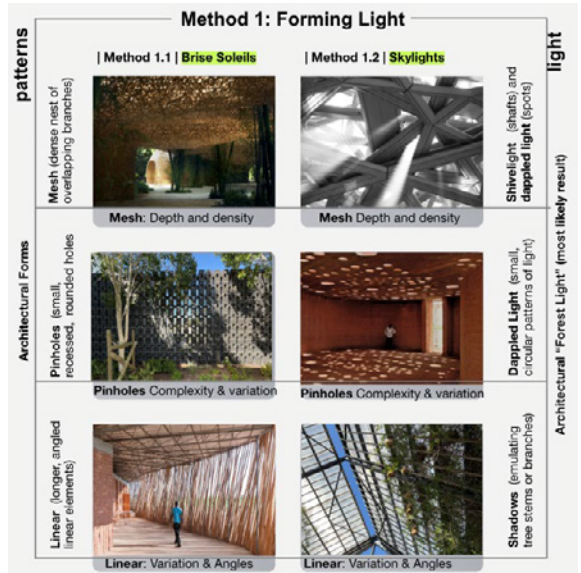 Method 1: Forming Light
patterns
light
| Method 1.1 | Brise Soleils
| Method 1.2 | Skylights
Mesh (dense nest of
overlapping branches)
Shivelight (shafts) and
dappled light (spots)
Mesh: Depth and density
Mesh Depth and density
Architectural Forms
Pinholes (small,
recessed, rounded holes
Dappled Light (small,
circular patterns of light)
Architectural "Forest Light" (most likely result)
Pinholes Complexity & variation
Pinholes Complexity & variation
Linear (longer, angled
linear elements)
Shadows (emulating
tree stems or branches)
Linear: Variation & Angles
Linear: Variation & Angles